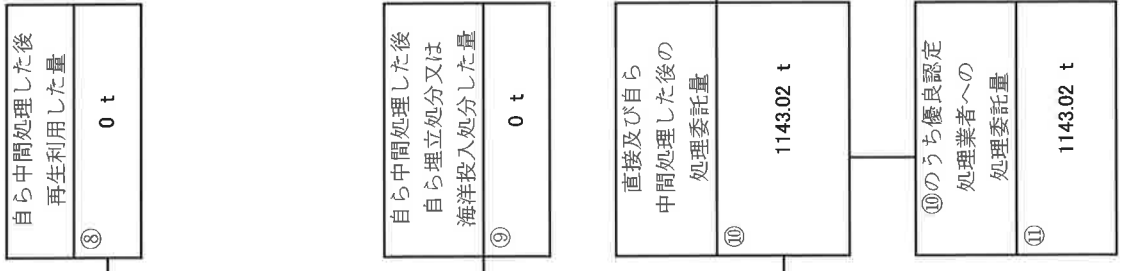 自ら中間処理した後
再生利用した量
⑧
0 t
自ら中間処理した後
自ら埋立処分又は
海洋投入処分した量
⑨
0 t
直接及び自ら
中間処理した後の
処理委託量
⑩
1143.02 t
⑩のうち優良認定
処理業者への
処理委託量
⑪
1143.02 t